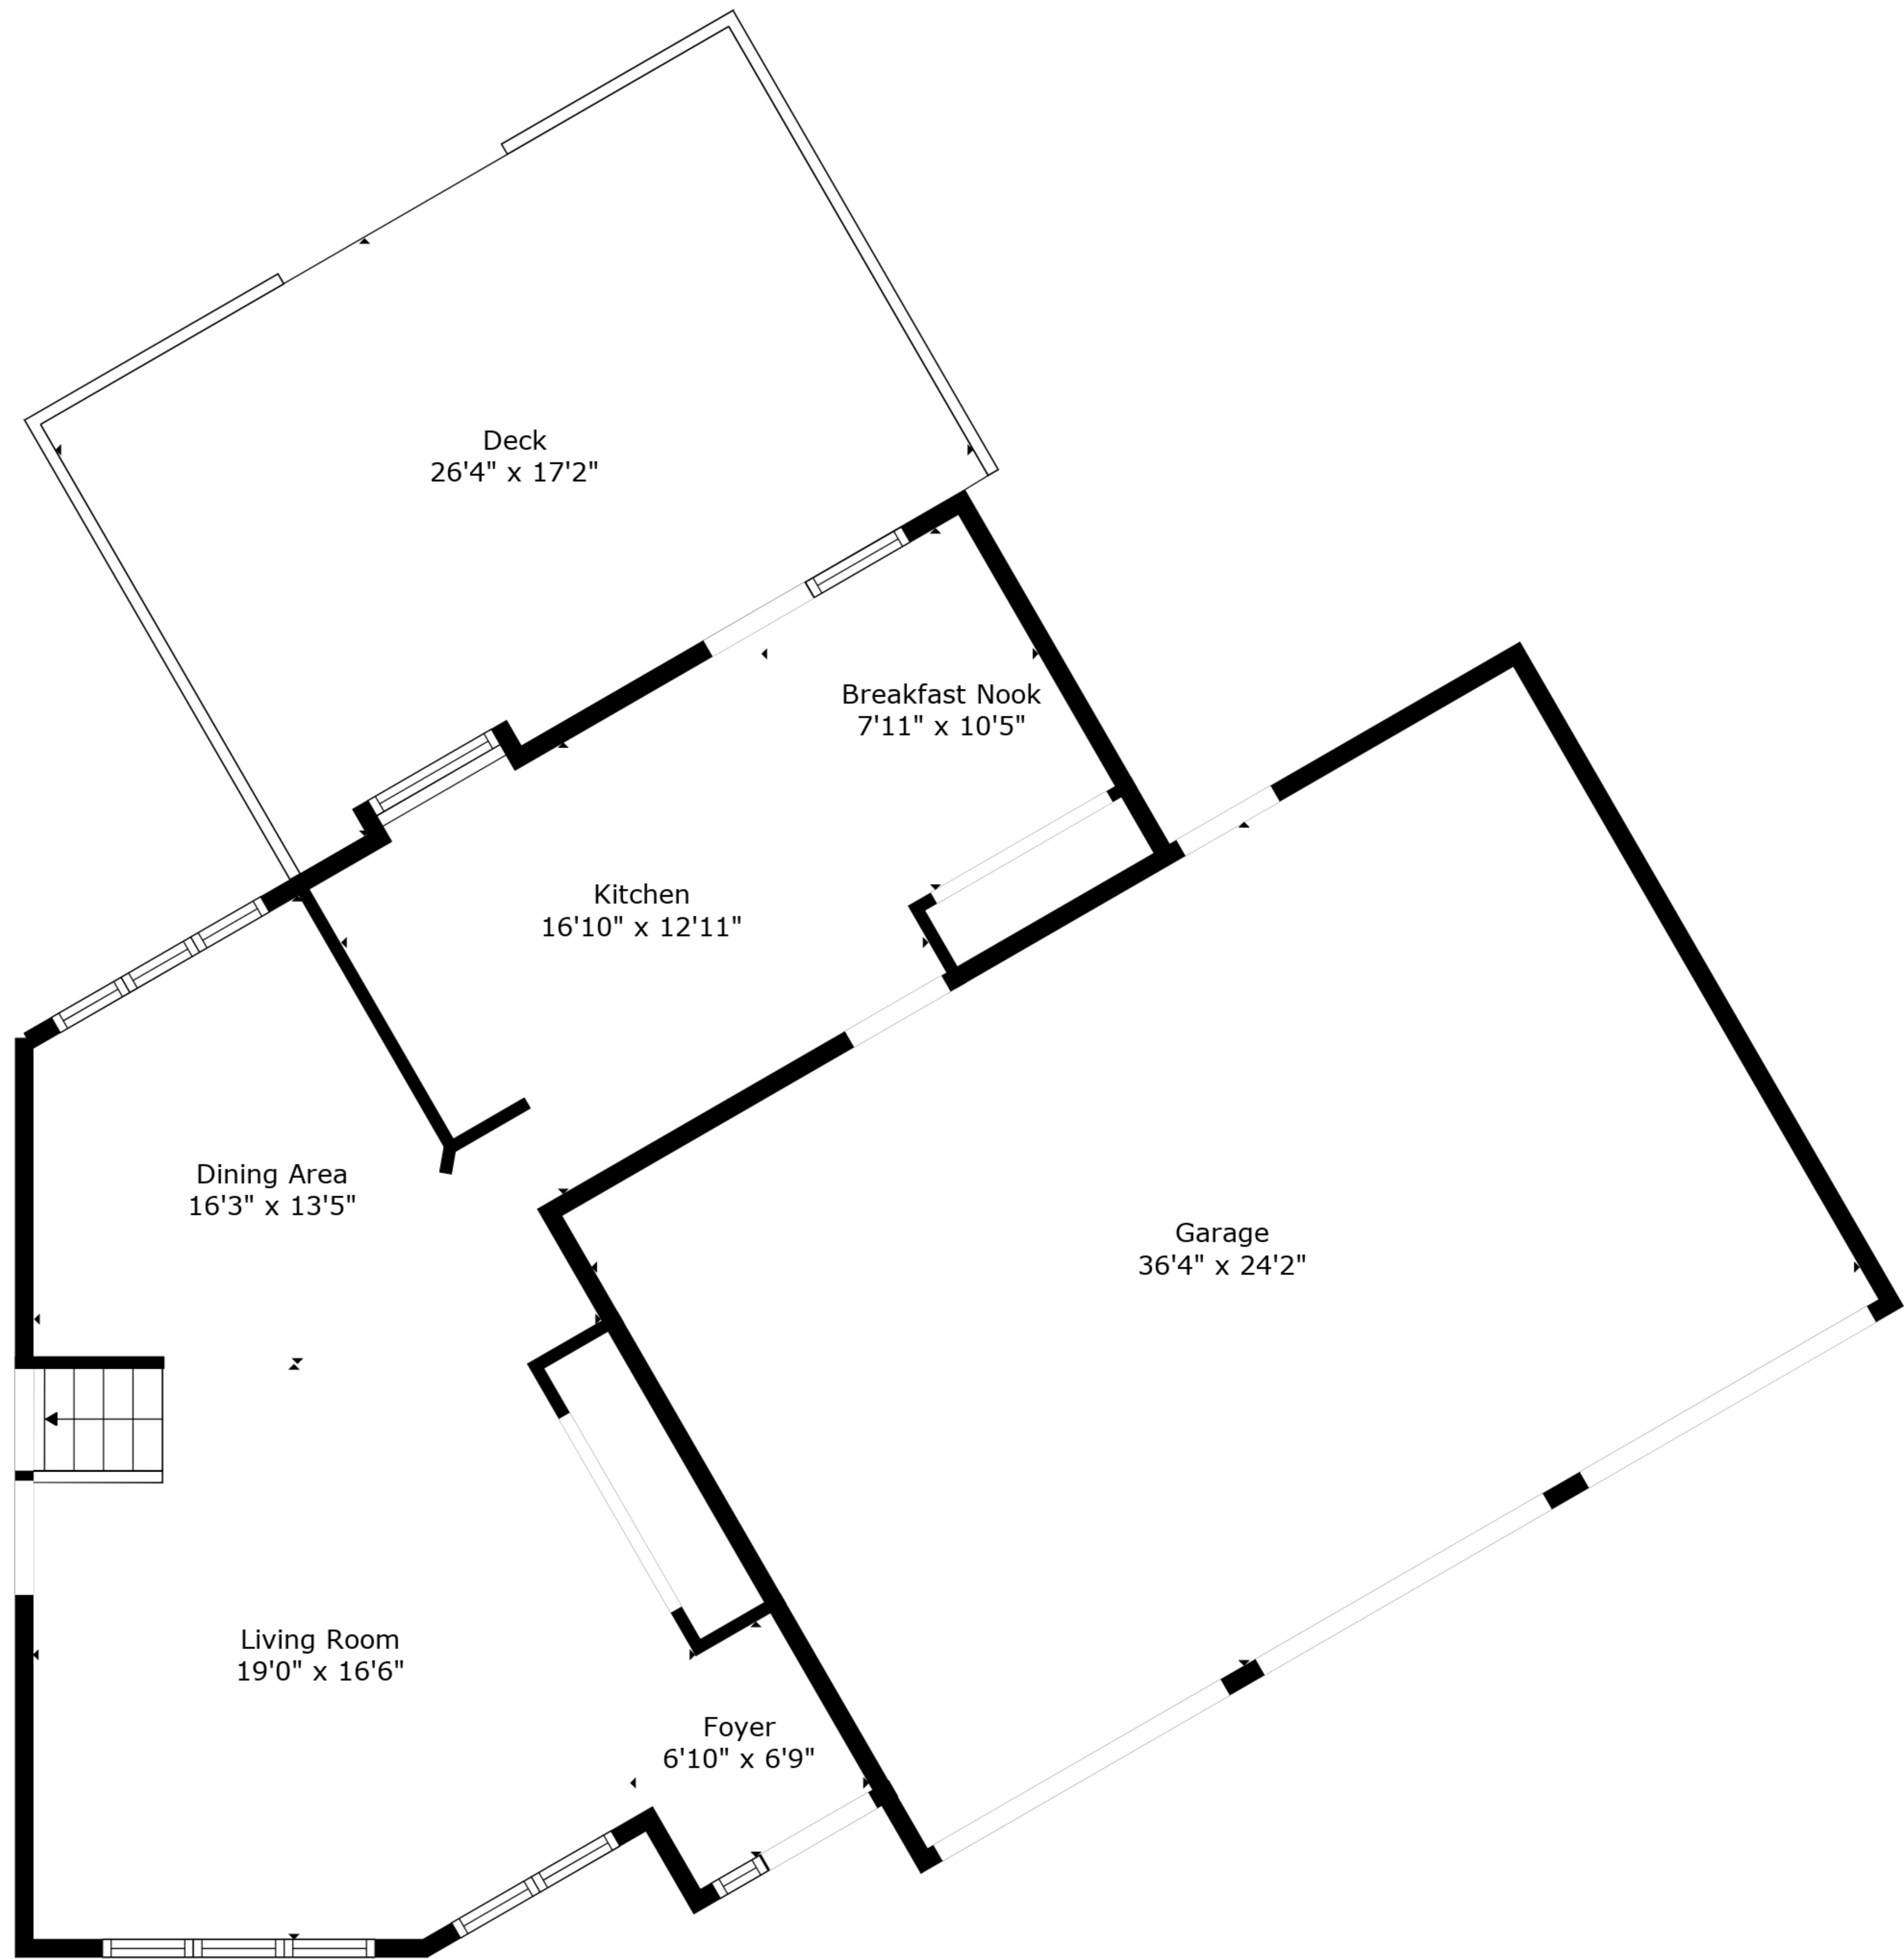 Deck
26'4" x 17'2"
Breakfast Nook
7'11" x 10'5"
Kitchen
16'10" x 12'11"
Dining Area
16'3" x 13'5"
Garage
36'4" x 24'2"
Living Room
19'0" x 16'6"
Foyer
6'10" x 6'9"